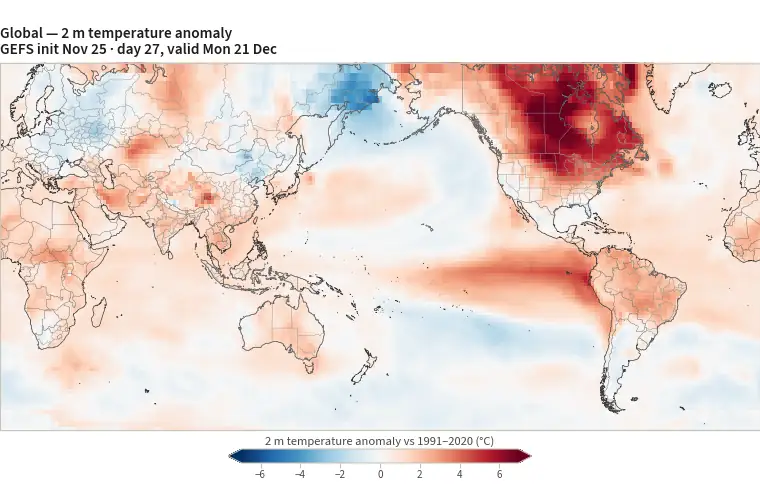 Global — 2 m temperature anomaly
GEFS init Nov 25 · day 27, valid Mon 21 Dec
2 m temperature anomaly vs 1991–2020 (°C)
−6 −4 −2 0 2 4 6